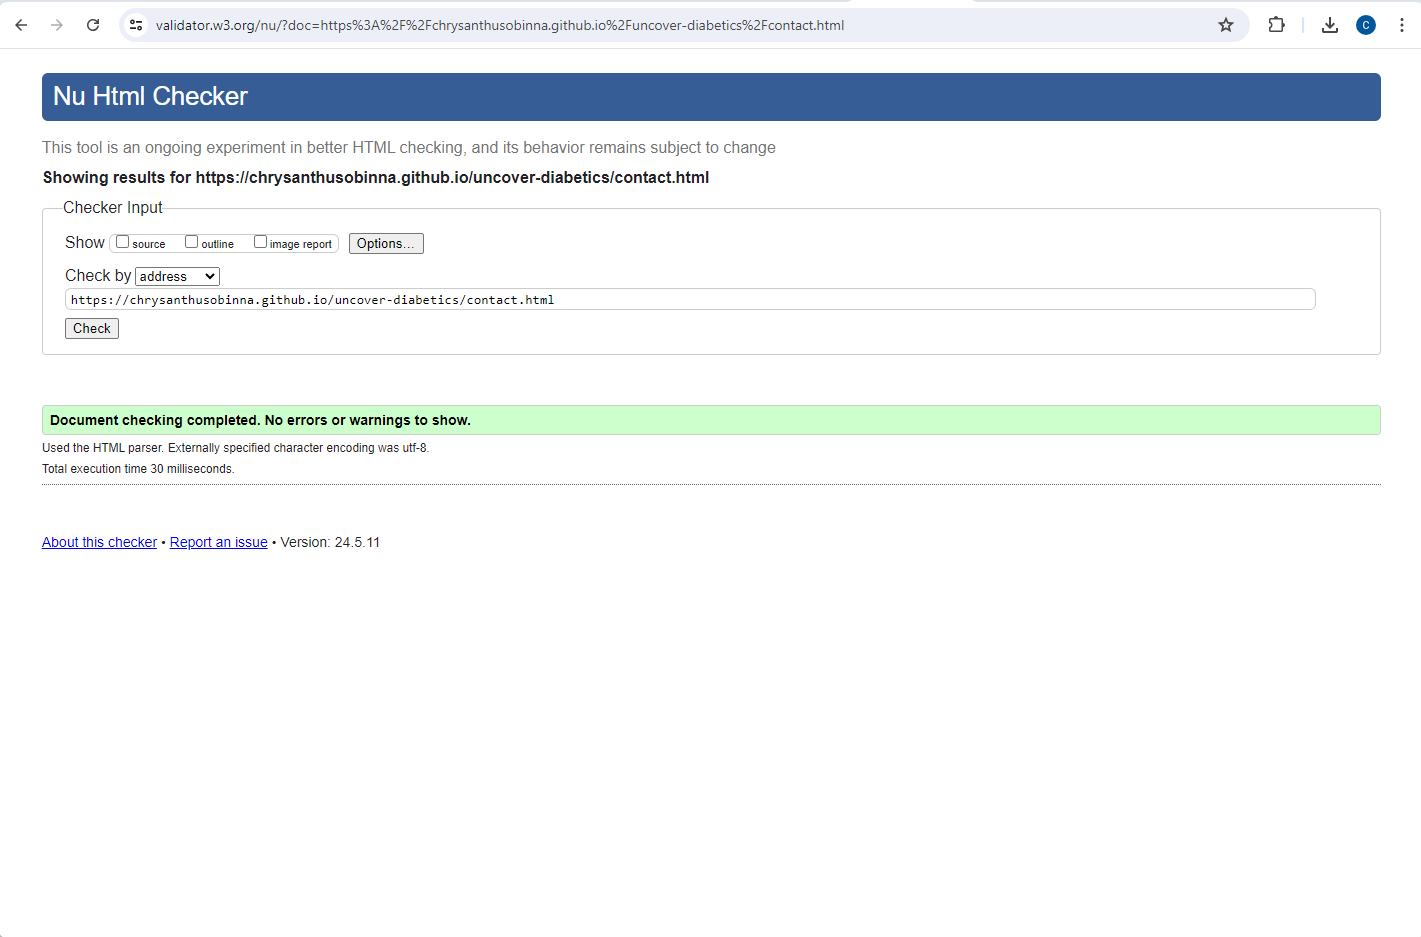 validator.w3.org/nu/?doc=https%3A%2F%2Fchrysanthusobinna.github.io%2Funcover-diabetics%2Fcontact.html
C
Nu Html Checker
This tool is an ongoing experiment in better HTML checking, and its behavior remains subject to change
Showing results for https://chrysanthusobinna.github.io/uncover-diabetics/contact.html
Checker Input
Show source outline image report Options...
Check by address
https://chrysanthusobinna.github.io/uncover-diabetics/contact.html
Check
Document checking completed. No errors or warnings to show.
Used the HTML parser. Externally specified character encoding was utf-8.
Total execution time 30 milliseconds.
About this checker • Report an issue • Version: 24.5.11